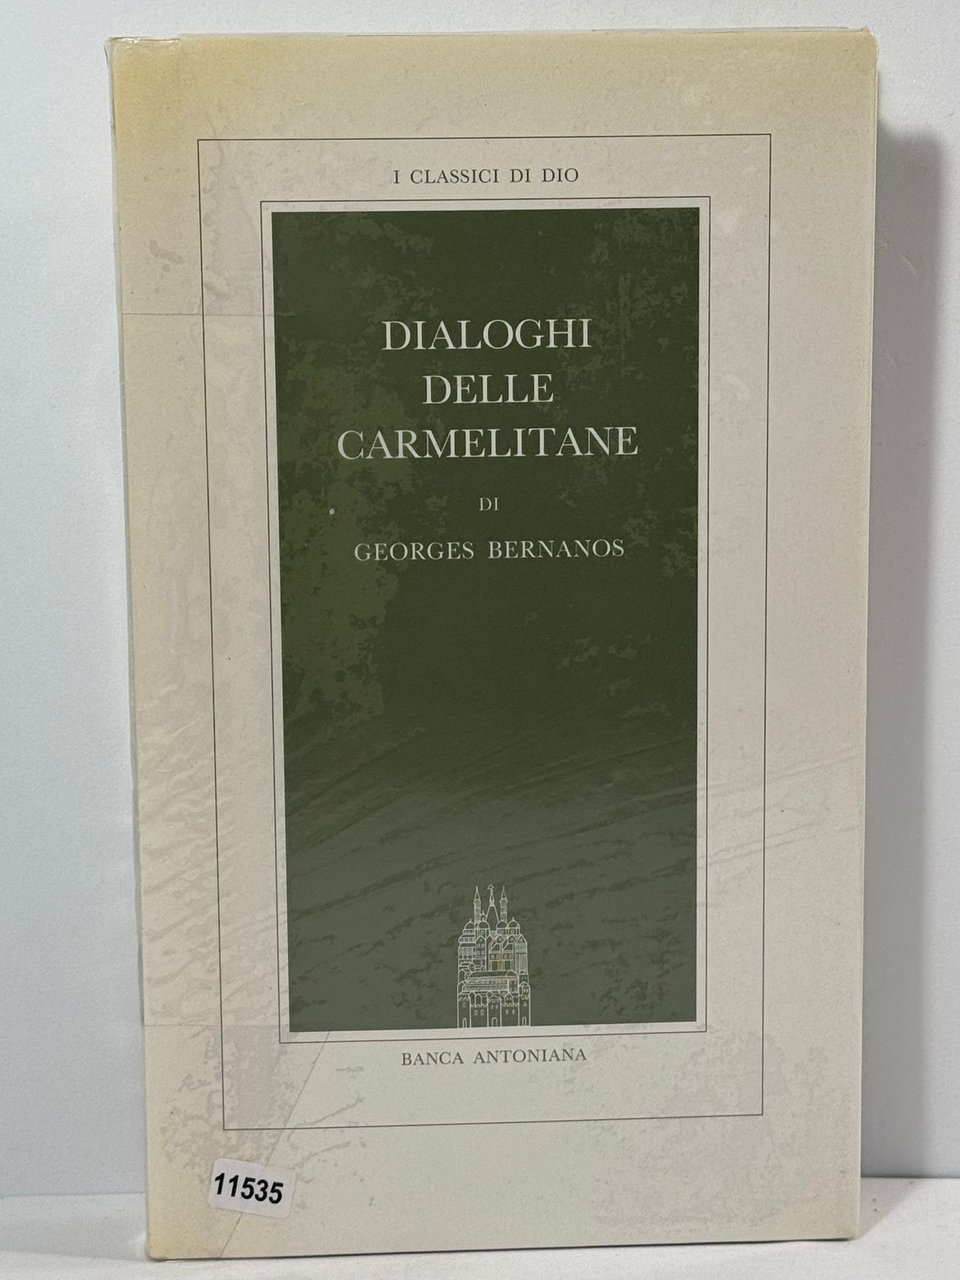 I CLASSICI DI DIO
DIALOGHI
DELLE
CARMELITANE
DI
GEORGES BERNANOS
BANCA ANTONIANA
11535